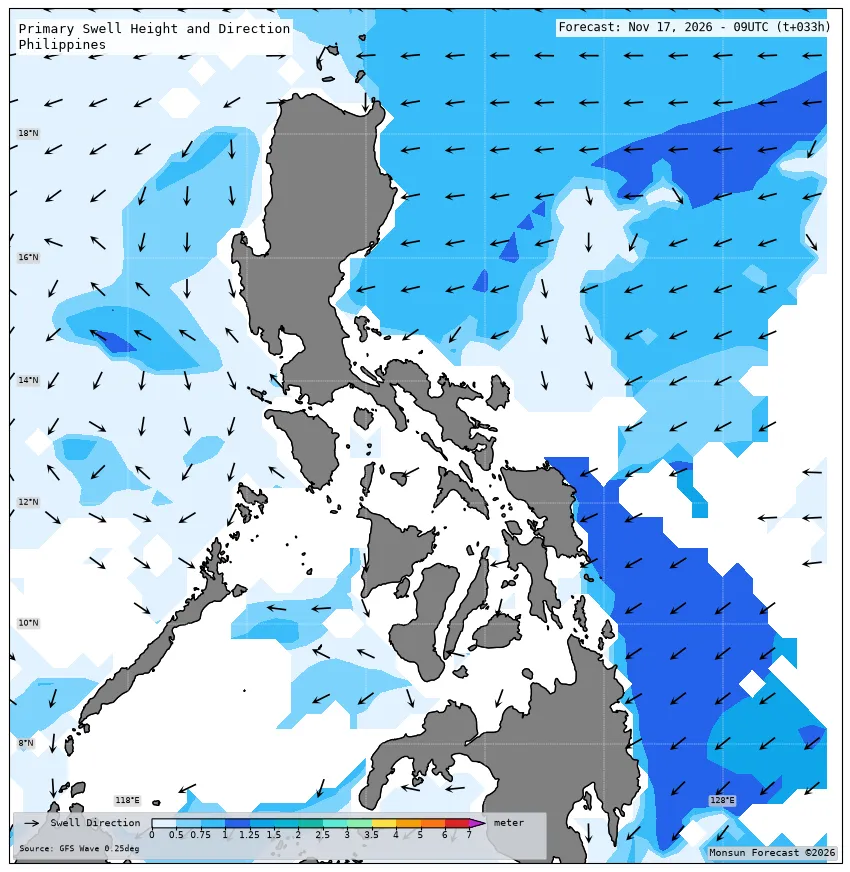 Primary Swell Height and Direction
Philippines
Forecast: Nov 17, 2026 - 09UTC (t+033h)
18°N
16°N
14°N
12°N
10°N
8°N
118°E
128°E
Swell Direction
meter
0 0.5 0.75 1 1.25 1.5 2 2.5 3 3.5 4 5 6 7
Source: GFS Wave 0.25deg
Monsun Forecast ©2026